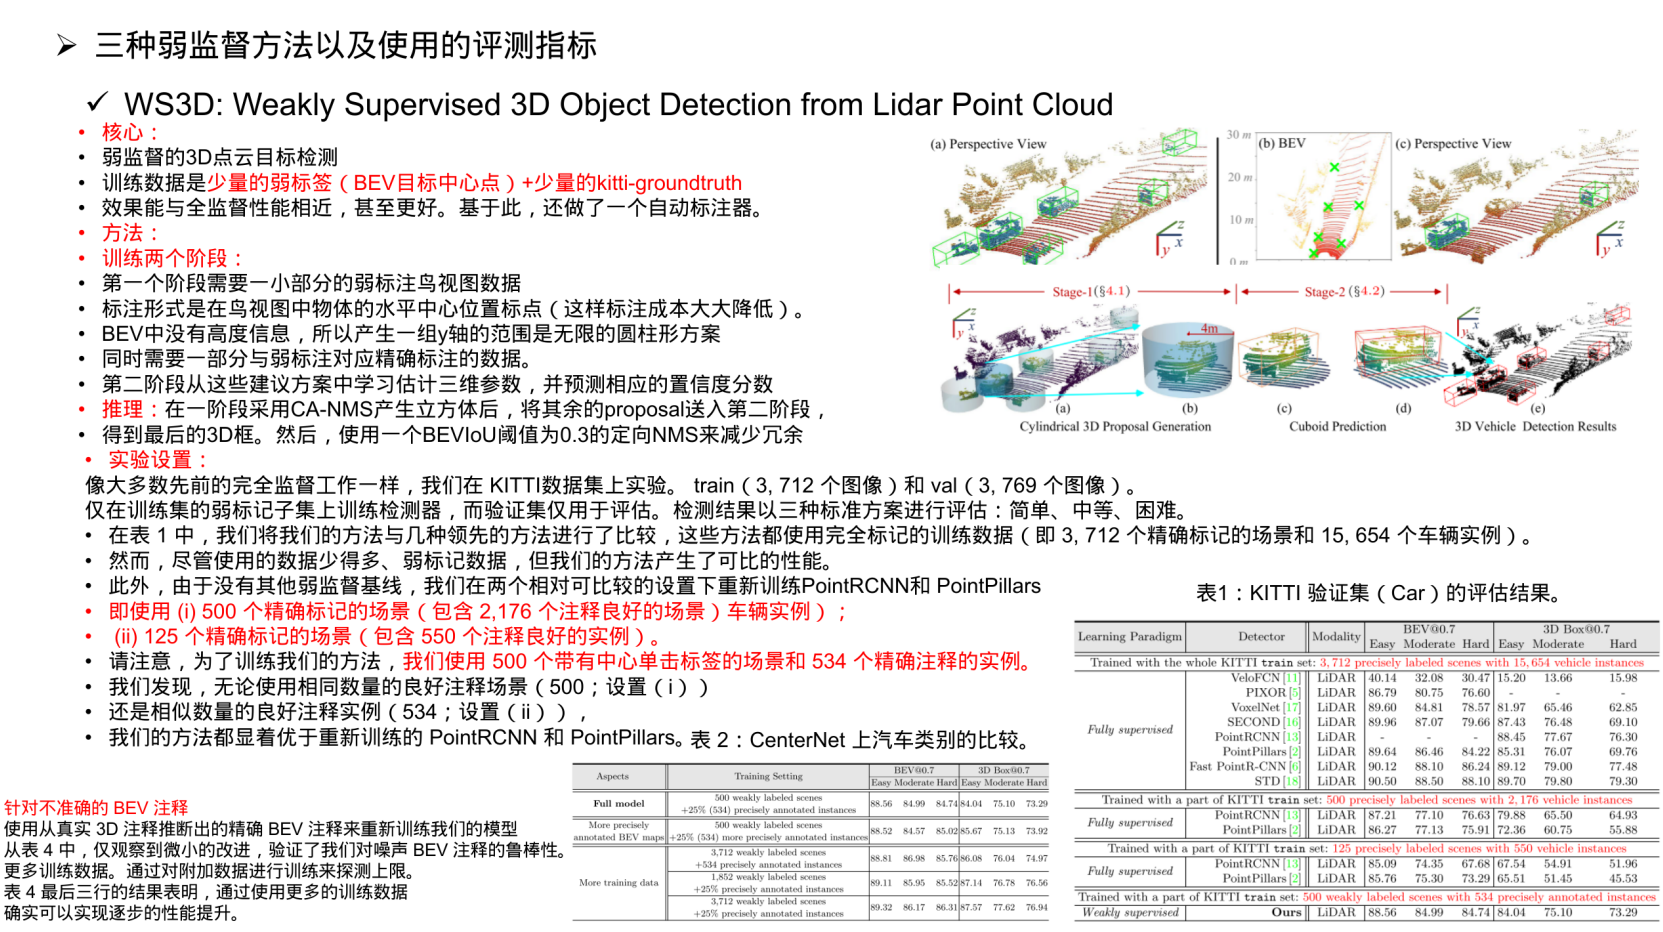 三种弱监督方法以及使用的评测指标
WS3D: Weakly Supervised 3D Object Detection from Lidar Point Cloud
核心：
弱监督的3D点云目标检测
训练数据是少量的弱标签（BEV目标中心点）+少量的kitti-groundtruth
效果能与全监督性能相近，甚至更好。基于此，还做了一个自动标注器。
方法：
训练两个阶段：
第一个阶段需要一小部分的弱标注鸟视图数据
标注形式是在鸟视图中物体的水平中心位置标点（这样标注成本大大降低）。
BEV中没有高度信息，所以产生一组y轴的范围是无限的圆柱形方案
同时需要一部分与弱标注对应精确标注的数据。
第二阶段从这些建议方案中学习估计三维参数，并预测相应的置信度分数
推理：在一阶段采用CA-NMS产生立方体后，将其余的proposal送入第二阶段，
得到最后的3D框。然后，使用一个BEVIoU阈值为0.3的定向NMS来减少冗余
实验设置：
像大多数先前的完全监督工作一样，我们在 KITTI数据集上实验。 train（3, 712 个图像）和 val（3, 769 个图像）。
仅在训练集的弱标记子集上训练检测器，而验证集仅用于评估。检测结果以三种标准方案进行评估：简单、中等、困难。
在表 1 中，我们将我们的方法与几种领先的方法进行了比较，这些方法都使用完全标记的训练数据（即 3, 712 个精确标记的场景和 15, 654 个车辆实例）。
然而，尽管使用的数据少得多、弱标记数据，但我们的方法产生了可比的性能。
此外，由于没有其他弱监督基线，我们在两个相对可比较的设置下重新训练PointRCNN和 PointPillars
即使用 (i) 500 个精确标记的场景（包含 2,176 个注释良好的场景）车辆实例）；
(ii) 125 个精确标记的场景（包含 550 个注释良好的实例）。
请注意，为了训练我们的方法，我们使用 500 个带有中心单击标签的场景和 534 个精确注释的实例。
我们发现，无论使用相同数量的良好注释场景（500；设置（i））
还是相似数量的良好注释实例（534；设置（ii）），
我们的方法都显着优于重新训练的 PointRCNN 和 PointPillars。
(a) Perspective View
(b) BEV
(c) Perspective View
30 m
20 m
10 m
0 m
z
x
y
z
x
y
Stage-1(§4.1)
Stage-2 (§4.2)
z
x
y
4m
z
x
y
(a)
(b)
(c)
(d)
(e)
Cylindrical 3D Proposal Generation
Cuboid Prediction
3D Vehicle Detection Results
表1：KITTI 验证集（Car）的评估结果。
Learning Paradigm Detector Modality BEV@0.7 3D Box@0.7
Easy Moderate Hard Easy Moderate Hard
Trained with the whole KITTI train set: 3,712 precisely labeled scenes with 15,654 vehicle instances
Fully supervised
VeloFCN [11] LiDAR 40.14 32.08 30.47 15.20 13.66 15.98
PIXOR [5] LiDAR 86.79 80.75 76.60 - - -
VoxelNet [17] LiDAR 89.60 84.81 78.57 81.97 65.46 62.85
SECOND [16] LiDAR 89.96 87.07 79.66 87.43 76.48 69.10
PointRCNN [13] LiDAR - - - 88.45 77.67 76.30
PointPillars [2] LiDAR 89.64 86.46 84.22 85.31 76.07 69.76
Fast PointR-CNN [6] LiDAR 90.12 88.10 86.24 89.12 79.00 77.48
STD [18] LiDAR 90.50 88.50 88.10 89.70 79.80 79.30
Trained with a part of KITTI train set: 500 precisely labeled scenes with 2,176 vehicle instances
Fully supervised
PointRCNN [13] LiDAR 87.21 77.10 76.63 79.88 65.50 64.93
PointPillars [2] LiDAR 86.27 77.13 75.91 72.36 60.75 55.88
Trained with a part of KITTI train set: 125 precisely labeled scenes with 550 vehicle instances
Fully supervised
PointRCNN [13] LiDAR 85.09 74.35 67.68 67.54 54.91 51.96
PointPillars [2] LiDAR 85.76 75.30 73.29 65.51 51.45 45.53
Trained with a part of KITTI train set: 500 weakly labeled scenes with 534 precisely annotated instances
Weakly supervised Ours LiDAR 88.56 84.99 84.74 84.04 75.10 73.29
表 2：CenterNet 上汽车类别的比较。
Aspects Training Setting BEV@0.7 3D Box@0.7
Easy Moderate Hard Easy Moderate Hard
Full model
500 weakly labeled scenes
+25% (534) precisely annotated instances
88.56 84.99 84.74 84.04 75.10 73.29
More precisely
annotated BEV maps
500 weakly labeled scenes
+25% (534) more precisely annotated instances
88.52 84.57 85.02 85.67 75.13 73.92
More training data
3,712 weakly labeled scenes
+534 precisely annotated instances
88.81 86.98 85.76 86.08 76.04 74.97
1,852 weakly labeled scenes
+25% precisely annotated instances
89.11 85.95 85.52 87.14 76.78 76.56
3,712 weakly labeled scenes
+25% precisely annotated instances
89.32 86.17 86.31 87.57 77.62 76.94
针对不准确的 BEV 注释
使用从真实 3D 注释推断出的精确 BEV 注释来重新训练我们的模型
从表 4 中，仅观察到微小的改进，验证了我们对噪声 BEV 注释的鲁棒性。
更多训练数据。通过对附加数据进行训练来探测上限。
表 4 最后三行的结果表明，通过使用更多的训练数据
确实可以实现逐步的性能提升。